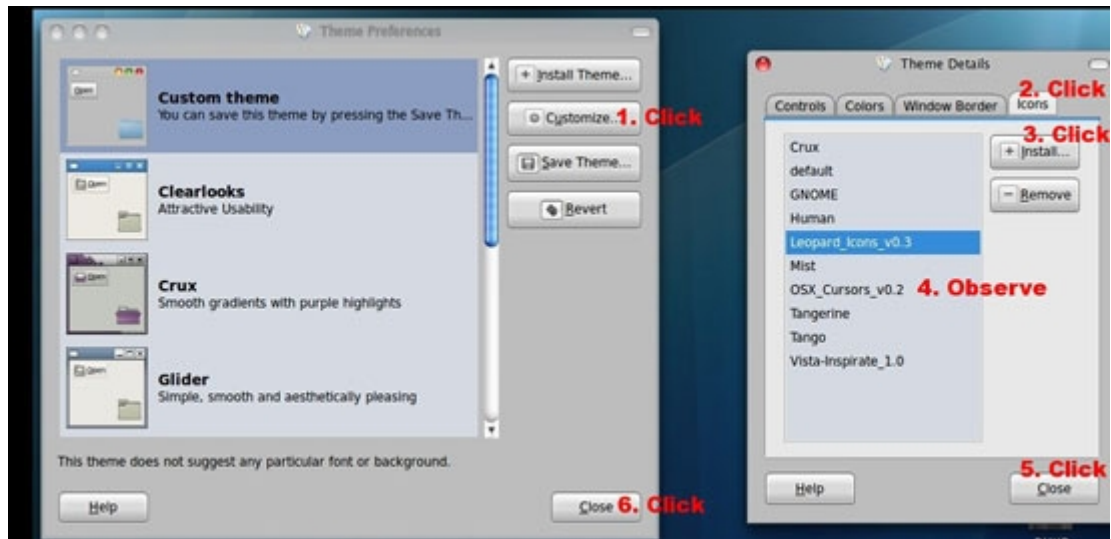 Theme Preferences
Open
Custom theme
You can save this theme by pressing the Save Th...
Open
Clearlooks
Attractive Usability
Open
Crux
Smooth gradients with purple highlights
Open
Glider
Simple, smooth and aesthetically pleasing
Install Theme...
Customize...
1. Click
Save Theme...
Revert
This theme does not suggest any particular font or background.
Help
Close
6. Click
Theme Details
2. Click
Controls Colors Window Border Icons
3. Click
Crux
default
GNOME
Human
Leopard_Icons_v0.3
Mist
OSX_Cursors_v0.2
4. Observe
Tangerine
Tango
Vista-Inspirate_1.0
Install...
Remove
5. Click
Help
Close